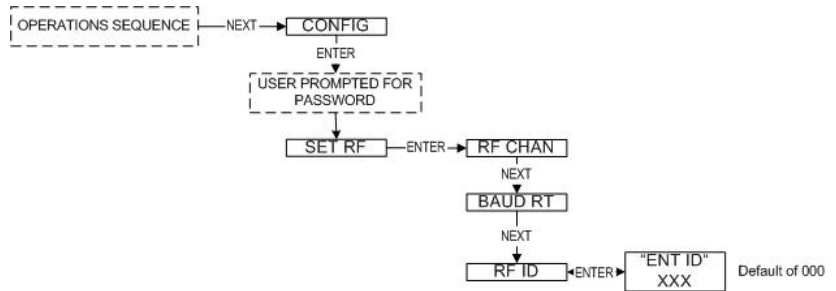 OPERATIONS SEQUENCE
NEXT
CONFIG
ENTER
USER PROMPTED FOR
PASSWORD
SET RF
ENTER
RF CHAN
NEXT
BAUD RT
NEXT
RF ID
ENTER
"ENT ID"
XXX
Default of 000